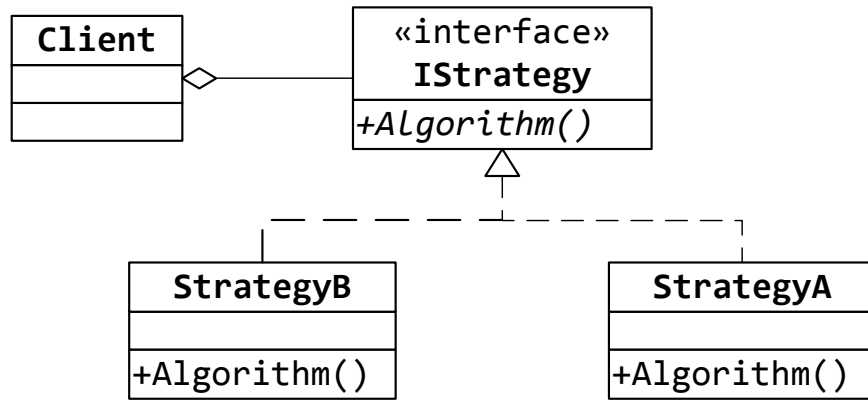 Client
«interface»
IStrategy
+Algorithm()
StrategyB
+Algorithm()
StrategyA
+Algorithm()